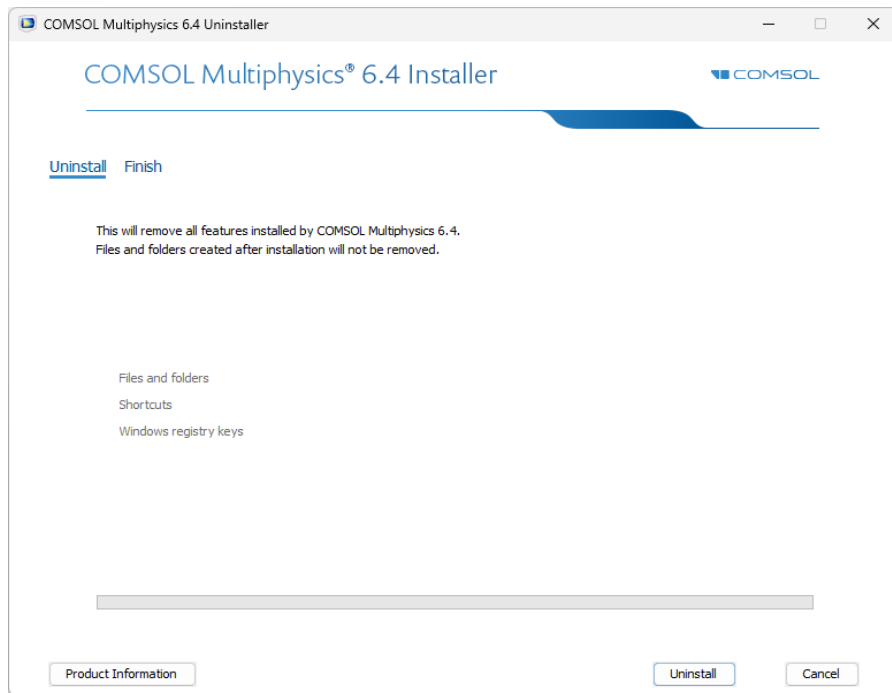 COMSOL Multiphysics 6.4 Uninstaller
COMSOL Multiphysics® 6.4 Installer
COMSOL
Uninstall Finish
This will remove all features installed by COMSOL Multiphysics 6.4.
Files and folders created after installation will not be removed.
Files and folders
Shortcuts
Windows registry keys
Product Information
Uninstall
Cancel